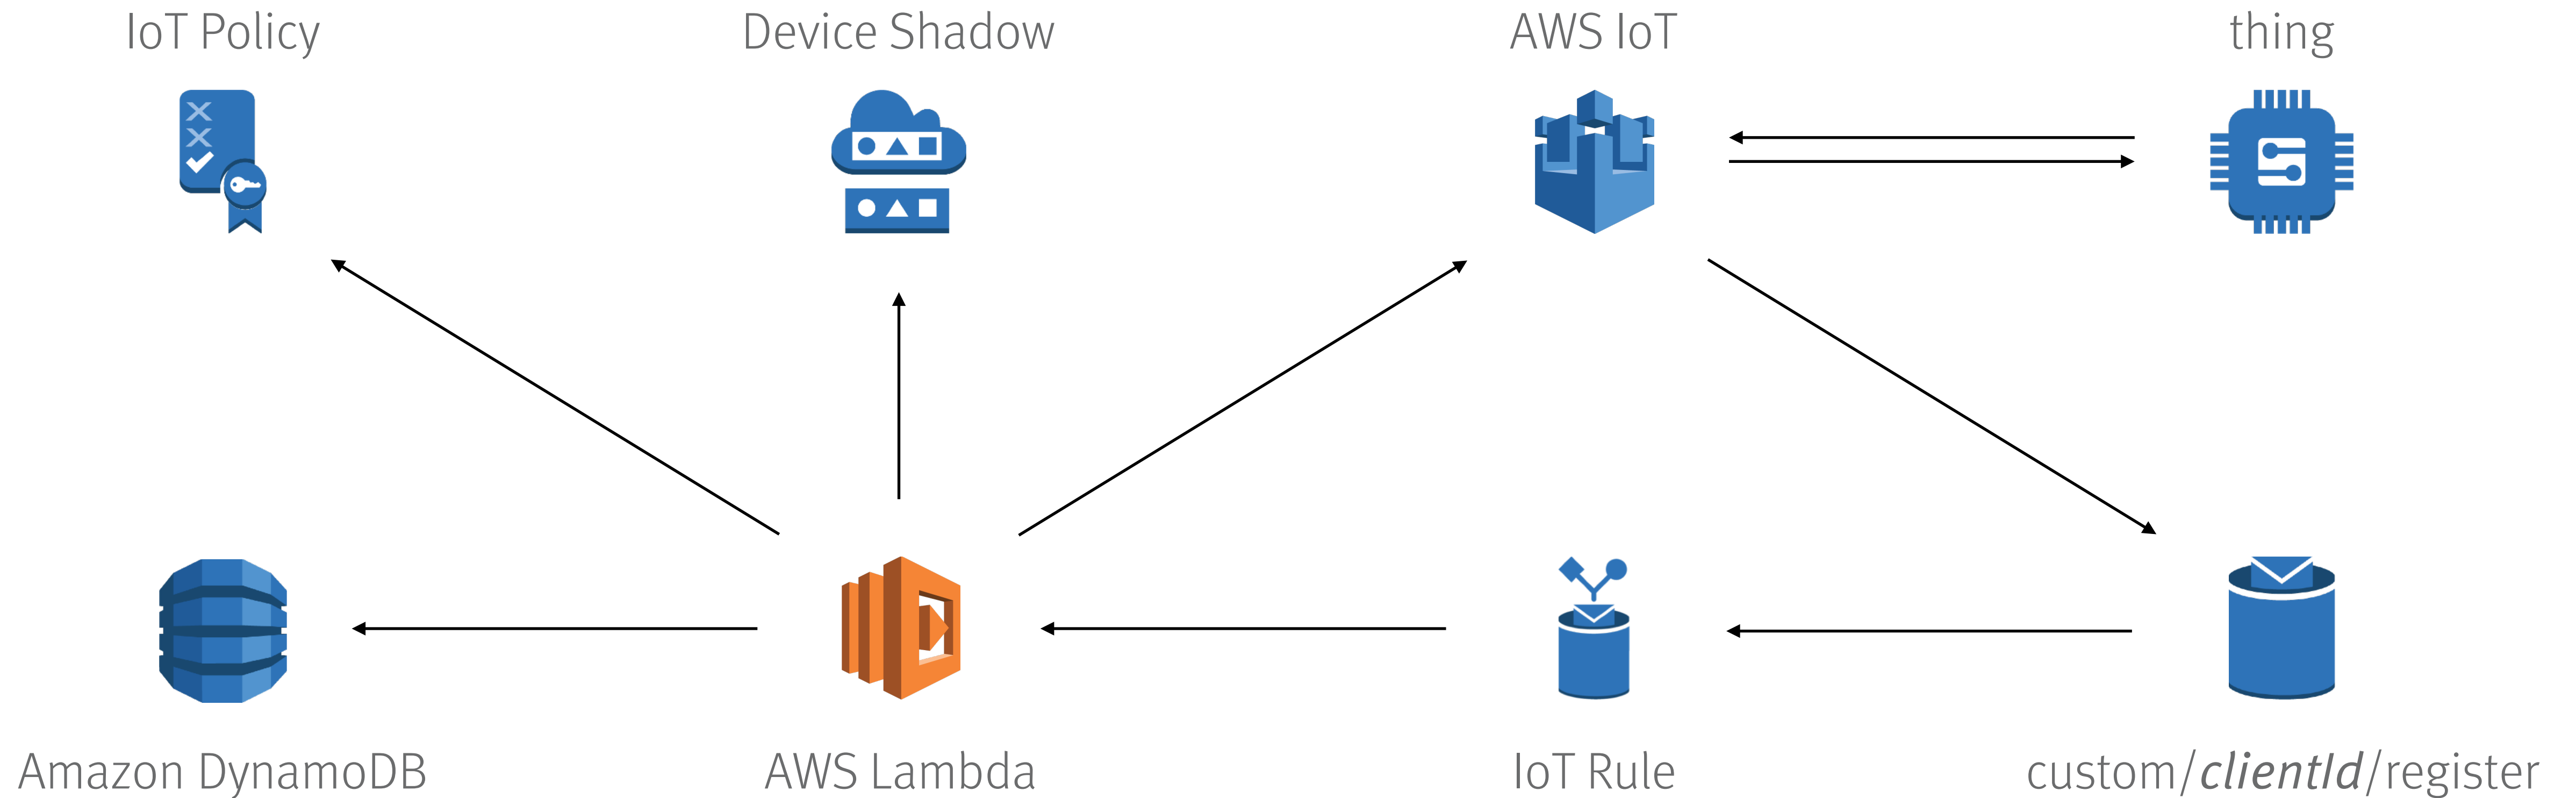 IoT Policy
Device Shadow
AWS IoT
thing
Amazon DynamoDB
AWS Lambda
IoT Rule
custom/clientId/register